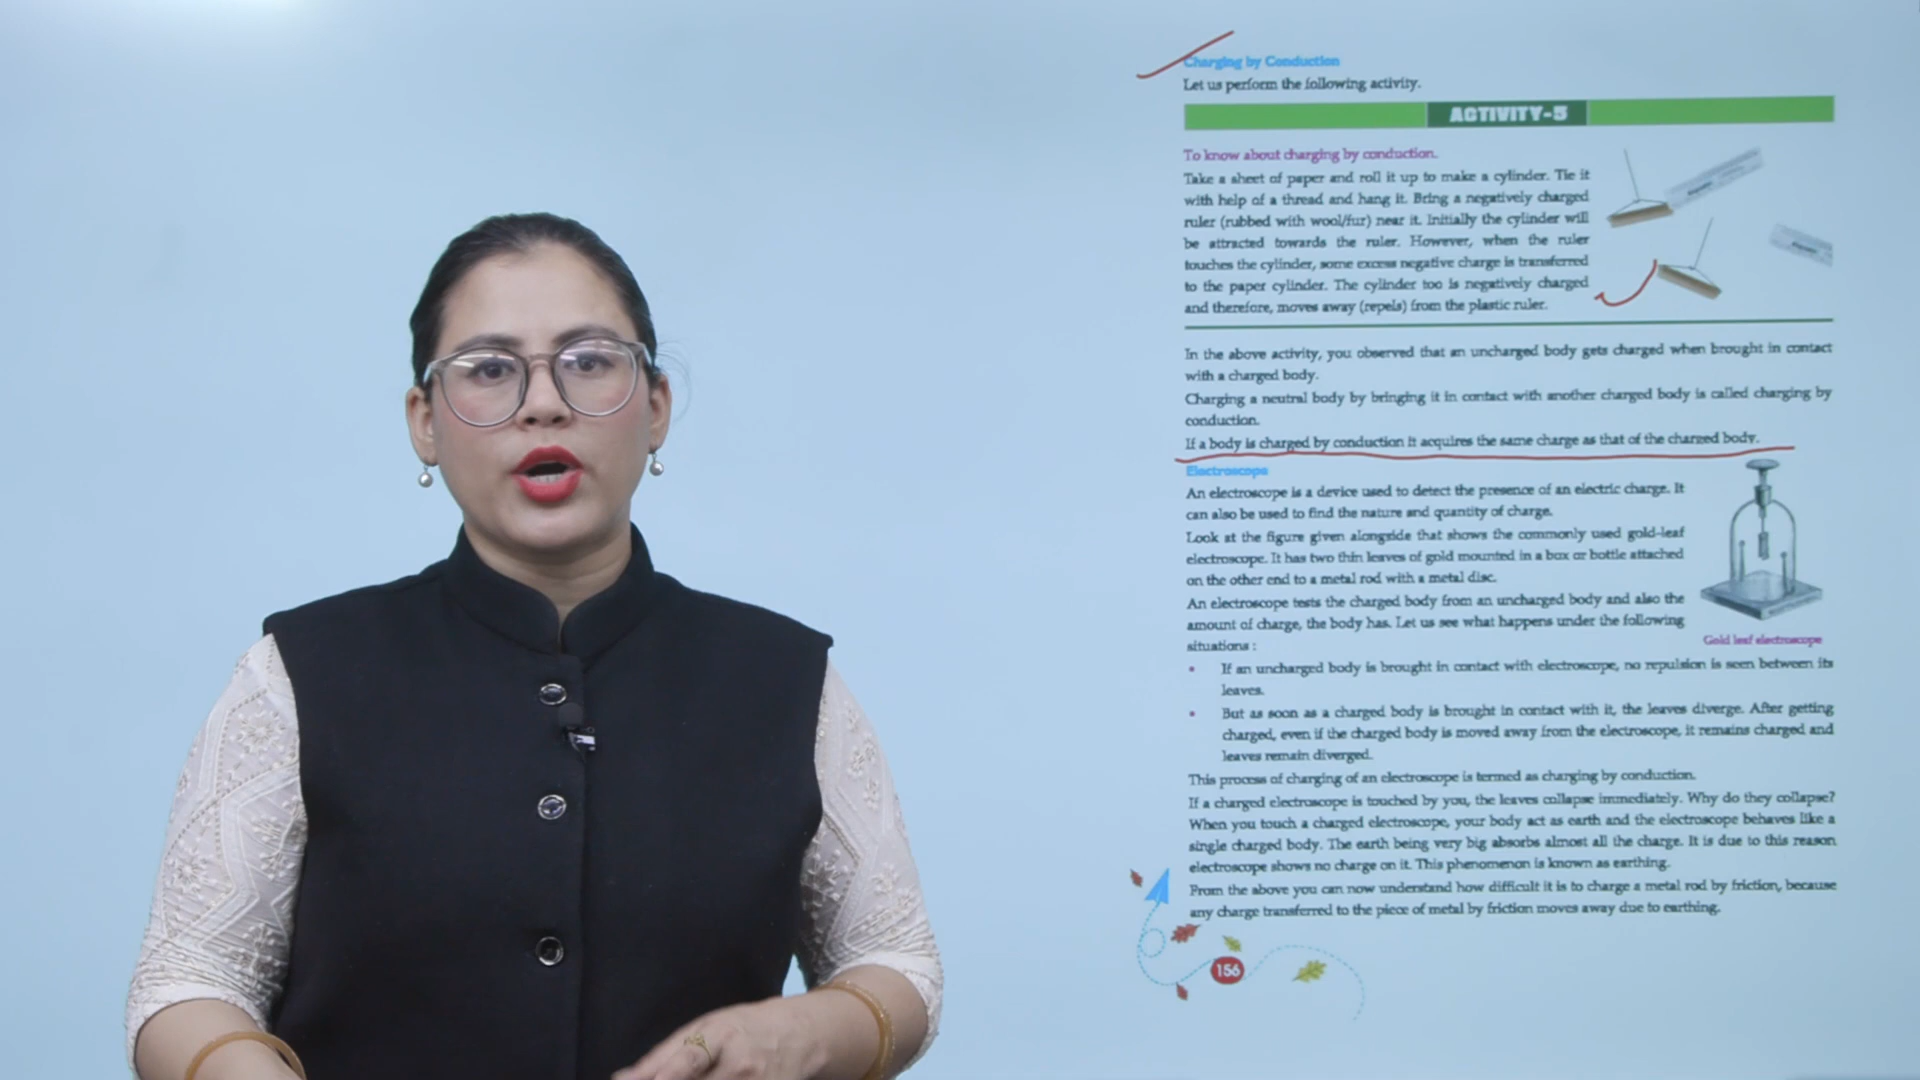 Charging by Conduction
Let us perform the following activity.
ACTIVITY-5
To know about charging by conduction.
Take a sheet of paper and roll it up to make a cylinder. Tie it
with help of a thread and hang it. Bring a negatively charged
ruler (rubbed with wool/fur) near it. Initially the cylinder will
be attracted towards the ruler. However, when the ruler
touches the cylinder, some excess negative charge is transferred
to the paper cylinder. The cylinder too is negatively charged
and therefore, moves away (repels) from the plastic ruler.
In the above activity, you observed that an uncharged body gets charged when brought in contact
with a charged body.
Charging a neutral body by bringing it in contact with another charged body is called charging by
conduction.
If a body is charged by conduction it acquires the same charge as that of the charged body.
Electroscope
An electroscope is a device used to detect the presence of an electric charge. It
can also be used to find the nature and quantity of charge.
Look at the figure given alongside that shows the commonly used gold-leaf
electroscope. It has two thin leaves of gold mounted in a box or bottle attached
on the other end to a metal rod with a metal disc.
An electroscope tests the charged body from an uncharged body and also the
amount of charge, the body has. Let us see what happens under the following
situations :
Gold leaf electroscope
• If an uncharged body is brought in contact with electroscope, no repulsion is seen between its
leaves.
• But as soon as a charged body is brought in contact with it, the leaves diverge. After getting
charged, even if the charged body is moved away from the electroscope, it remains charged and
leaves remain diverged.
This process of charging of an electroscope is termed as charging by conduction.
If a charged electroscope is touched by you, the leaves collapse immediately. Why do they collapse?
When you touch a charged electroscope, your body act as earth and the electroscope behaves like a
single charged body. The earth being very big absorbs almost all the charge. It is due to this reason
electroscope shows no charge on it. This phenomenon is known as earthing.
From the above you can now understand how difficult it is to charge a metal rod by friction, because
any charge transferred to the piece of metal by friction moves away due to earthing.
156